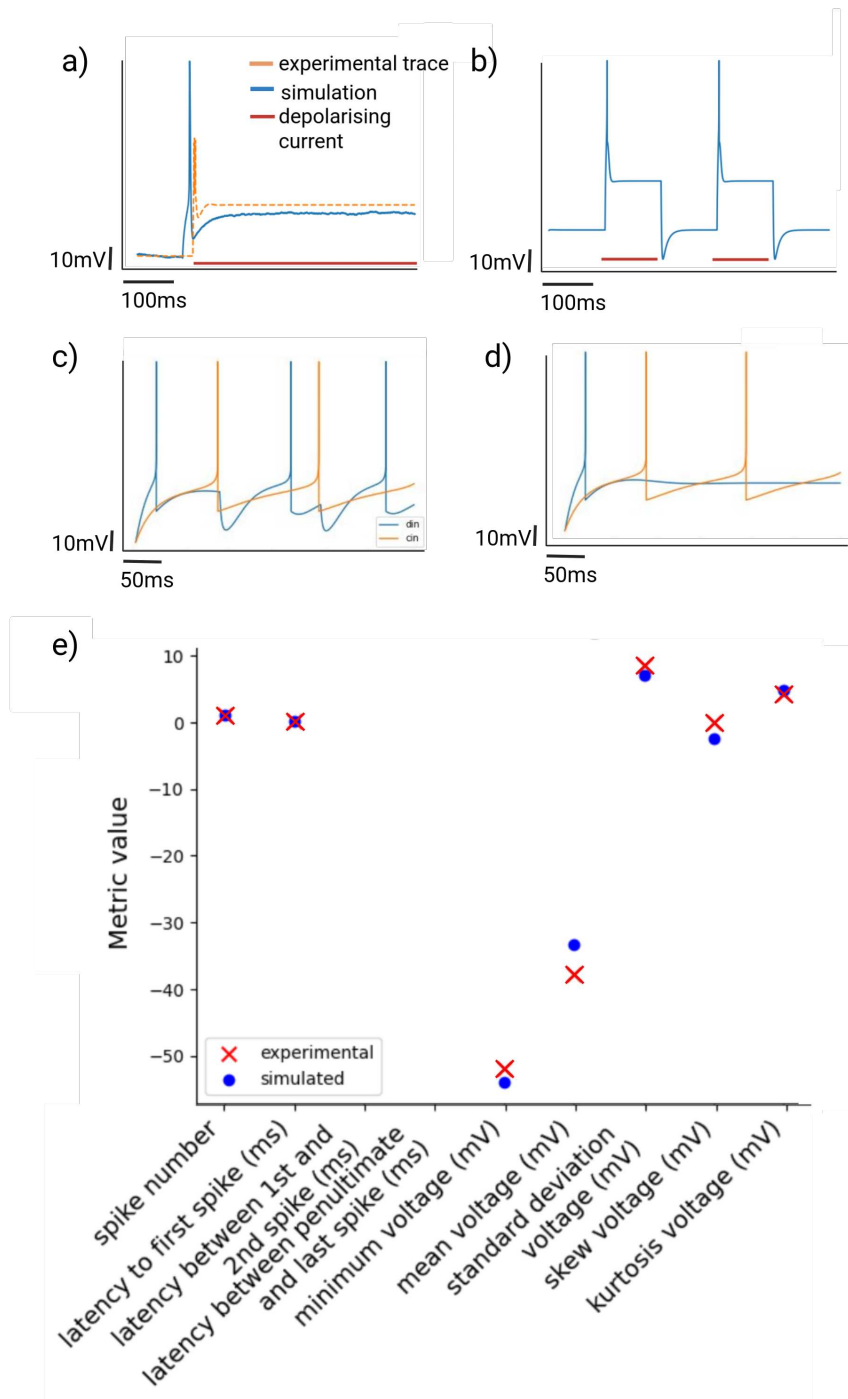 a)
experimental trace
simulation
depolarising
current
10mV
100ms
b)
10mV
100ms
c)
din
cin
10mV
50ms
d)
10mV
50ms
e)
Metric value
10
0
−10
−20
−30
−40
−50
experimental
simulated
spike number
latency to first spike (ms)
latency between 1st and
2nd spike (ms)
latency between penultimate
and last spike (ms)
minimum voltage (mV)
mean voltage (mV)
standard deviation
voltage (mV)
skew voltage (mV)
kurtosis voltage (mV)